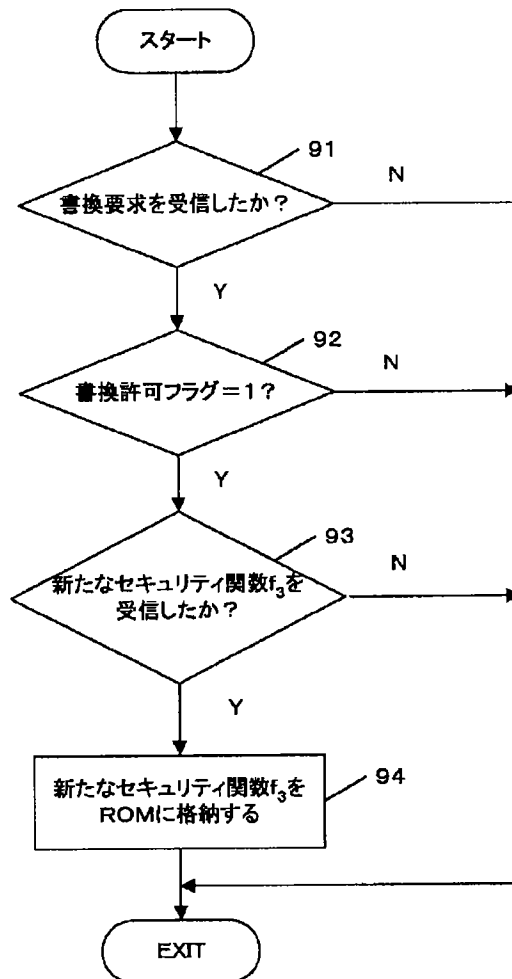 スタート
91
書換要求を受信したか？
N
Y
92
書換許可フラグ＝1？
N
Y
93
新たなセキュリティ関数f₃を
受信したか？
N
Y
94
新たなセキュリティ関数f₃を
ROMに格納する
EXIT